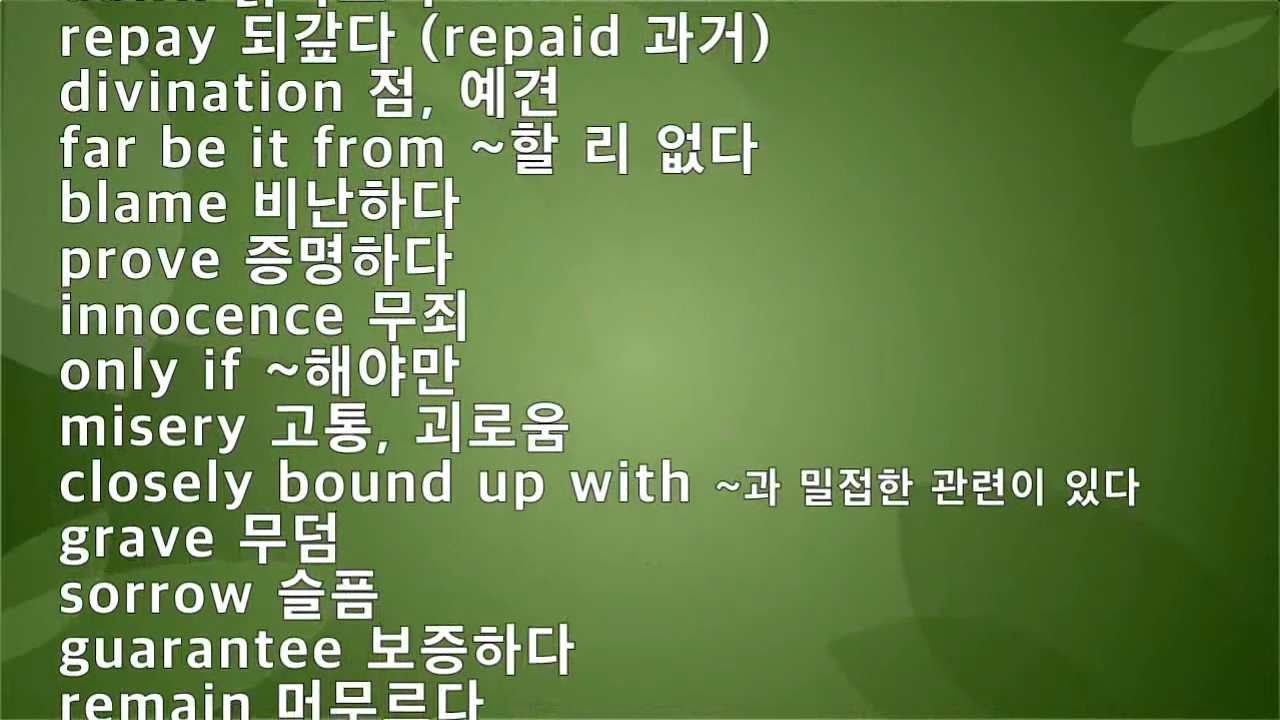 repay 되갚다 (repaid 과거)
divination 점, 예견
far be it from ~할 리 없다
blame 비난하다
prove 증명하다
innocence 무죄
only if ~해야만
misery 고통, 괴로움
closely bound up with ~과 밀접한 관련이 있다
grave 무덤
sorrow 슬픔
guarantee 보증하다
remain 머무르다